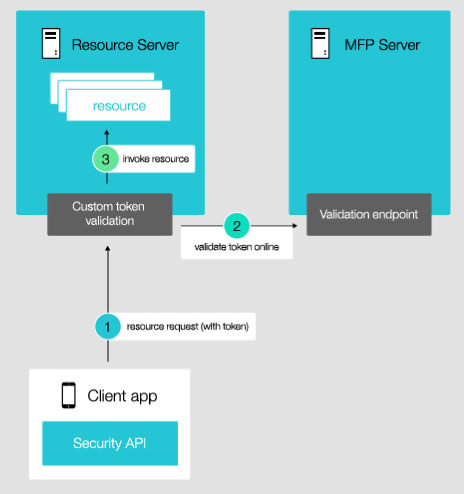 Resource Server
MFP Server
resource
3
invoke resource
Custom token
validation
Validation endpoint
2
validate token online
1
resource request (with token)
Client app
Security API